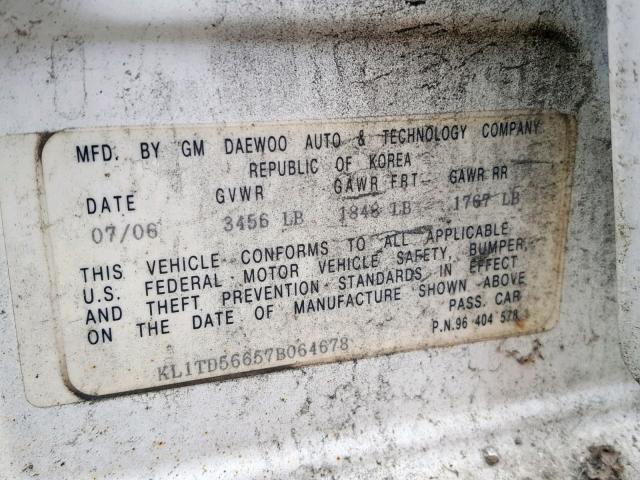 MFD. BY GM DAEWOO AUTO & TECHNOLOGY COMPANY
REPUBLIC OF KOREA
DATE GVWR GAWR FRT GAWR RR
07/06 3456 LB 1848 LB 1767 LB
THIS VEHICLE CONFORMS TO ALL APPLICABLE
U.S. FEDERAL MOTOR VEHICLE SAFETY, BUMPER,
AND THEFT PREVENTION STANDARDS IN EFFECT
ON THE DATE OF MANUFACTURE SHOWN ABOVE
PASS. CAR
KL1TD56657B064678 P.N.96 404 578